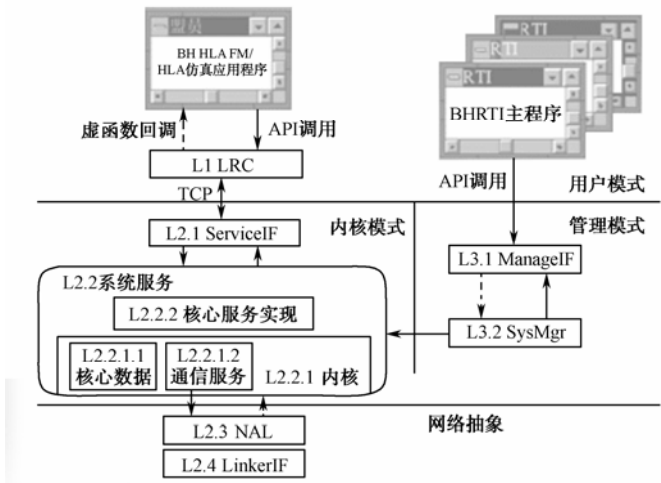 盟员
BH HLA FM/
HLA仿真应用程序
RTI
RTI
RTI
BHRTI主程序
虚函数回调
API调用
L1 LRC
TCP
API调用
用户模式
L2.1 ServiceIF
内核模式
管理模式
L3.1 ManageIF
L2.2系统服务
L2.2.2 核心服务实现
L3.2 SysMgr
L2.2.1.1
核心数据
L2.2.1.2
通信服务
L2.2.1 内核
L2.3 NAL
网络抽象
L2.4 LinkerIF